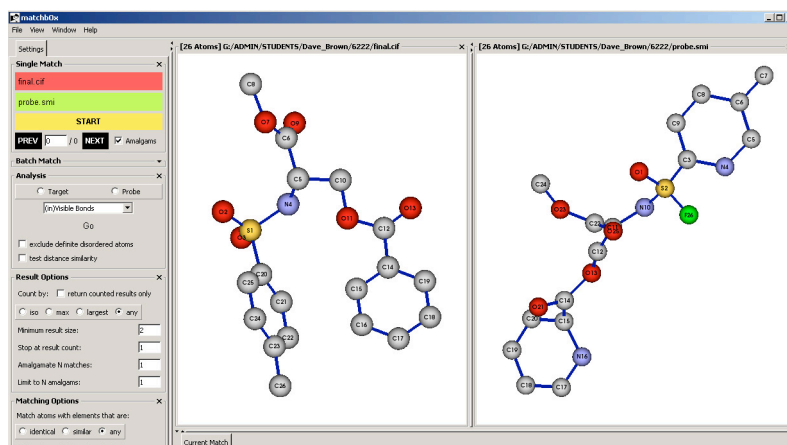 matchbOx
File View Window Help
Settings
Single Match
final.cif
probe.smi
START
PREV 0 / 0 NEXT Amalgams
Batch Match
Analysis
Target Probe
(in)Visible Bonds
Go
exclude definite disordered atoms
test distance similarity
Result Options
Count by: return counted results only
iso max largest any
Minimum result size: 2
Stop at result count: 1
Amalgamate N matches: 1
Limit to N amalgams: 1
Matching Options
Match atoms with elements that are:
identical similar any
[26 Atoms] G:/ADMIN/STUDENTS/Dave_Brown/6222/final.cif
C8
O7 O9
C6
C5 C10
N4
O3 O11 O13
S1 C12
C20 C14
C25 C19
C21 C15
C24 C16 C18
C22 C17
C23
C26
[26 Atoms] G:/ADMIN/STUDENTS/Dave_Brown/6222/probe.smi
C7
C8 C6
C9
C5
C3 N4
O1
C24 S2
O23 N10 F26
C22
C12
O13
O21 C14
C20 C15
C19 N16
C18 C17
Current Match